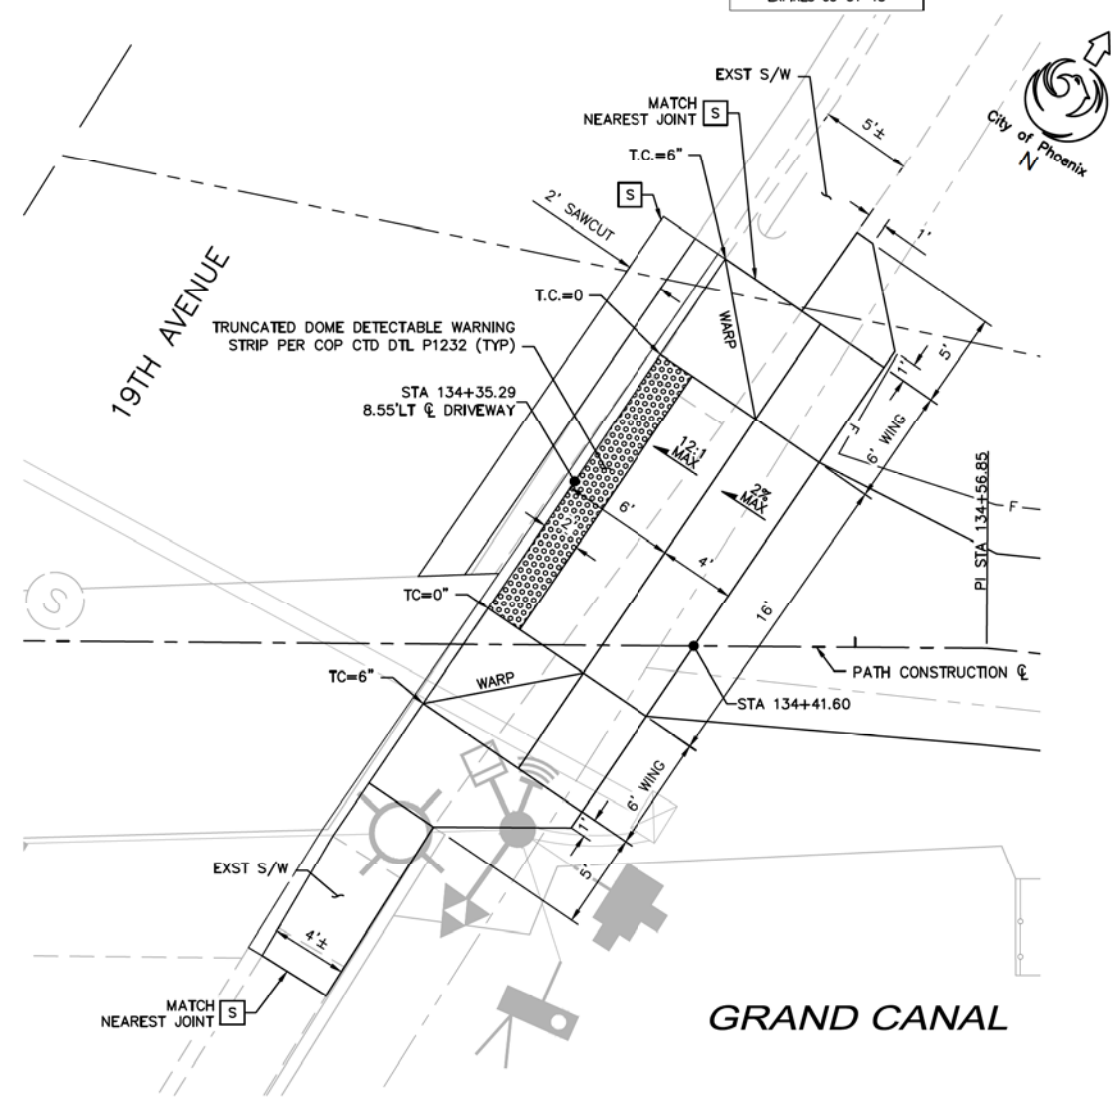 EXST S/W
MATCH
NEAREST JOINT
S
5'±
City of Phoenix
N
T.C.=6"
S
2' SAWCUT
1'
T.C.=0
WARP
19TH AVENUE
TRUNCATED DOME DETECTABLE WARNING
STRIP PER COP CTD DTL P1232 (TYP)
5'
1'
STA 134+35.29
8.55'LT ℄ DRIVEWAY
12:1
MAX
F
6' WING
2%
MAX
PI STA 134+56.85
F
6'
2'
4'
S
TC=0"
16'
PATH CONSTRUCTION ℄
TC=6"
WARP
STA 134+41.60
6' WING
1'
5'
EXST S/W
4'±
MATCH
NEAREST JOINT
S
GRAND CANAL